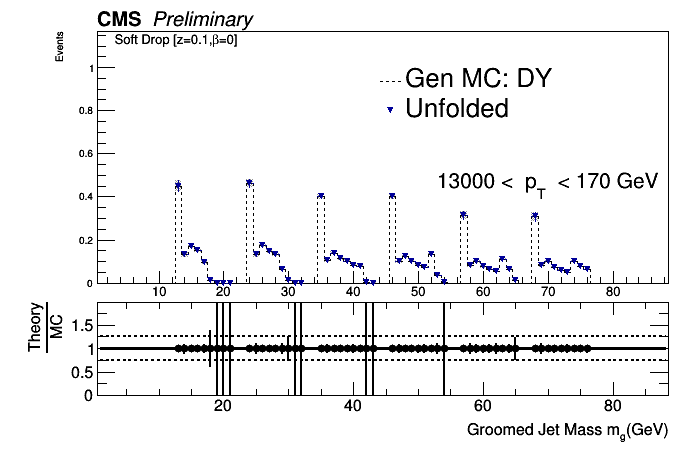 CMS Preliminary
Events
Soft Drop [z=0.1,β=0]
1
0.8
0.6
0.4
0.2
0
Gen MC: DY
Unfolded
13000 < pT < 170 GeV
10 20 30 40 50 60 70 80
Theory
MC
1.5
1
0.5
0
20 40 60 80
Groomed Jet Mass mg(GeV)